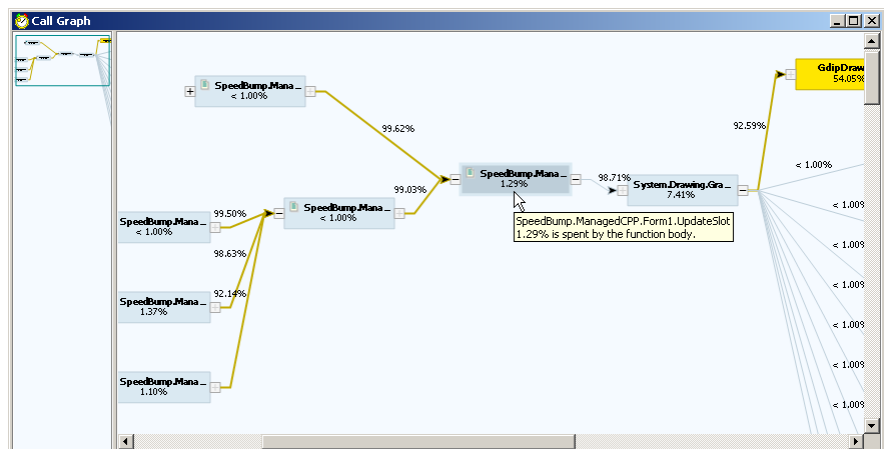 Call Graph
SpeedBump.Mana...
< 1.00%
99.62%
GdipDraw
54.05%
92.59%
< 1.00%
SpeedBump.Mana...
1.29%
98.71%
System.Drawing.Gra...
7.41%
99.03%
SpeedBump.Mana...
< 1.00%
99.50%
SpeedBump.Mana...
< 1.00%
98.63%
SpeedBump.ManagedCPP.Form1.UpdateSlot
1.29% is spent by the function body.
< 1.00%
< 1.00%
92.14%
SpeedBump.Mana...
1.37%
< 1.00%
< 1.00%
< 1.00%
SpeedBump.Mana...
1.10%
< 1.00%